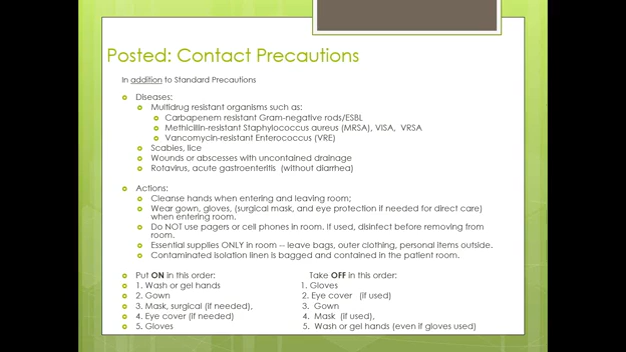 Posted: Contact Precautions
In addition to Standard Precautions
Diseases:
Multidrug resistant organisms such as:
Carbapenem resistant Gram-negative rods/ESBL
Methicillin-resistant Staphylococcus aureus (MRSA), VISA, VRSA
Vancomycin-resistant Enterococcus (VRE)
Scabies, lice
Wounds or abscesses with uncontained drainage
Rotavirus, acute gastroenteritis (without diarrhea)
Actions:
Cleanse hands when entering and leaving room;
Wear gown, gloves, (surgical mask, and eye protection if needed for direct care)
when entering room.
Do NOT use pagers or cell phones in room. If used, disinfect before removing from
room.
Essential supplies ONLY in room -- leave bags, outer clothing, personal items outside.
Contaminated isolation linen is bagged and contained in the patient room.
Put ON in this order: Take OFF in this order:
1. Wash or gel hands 1. Gloves
2. Gown 2. Eye cover (if used)
3. Mask, surgical (if needed), 3. Gown
4. Eye cover (if needed) 4. Mask (if used),
5. Gloves 5. Wash or gel hands (even if gloves used)